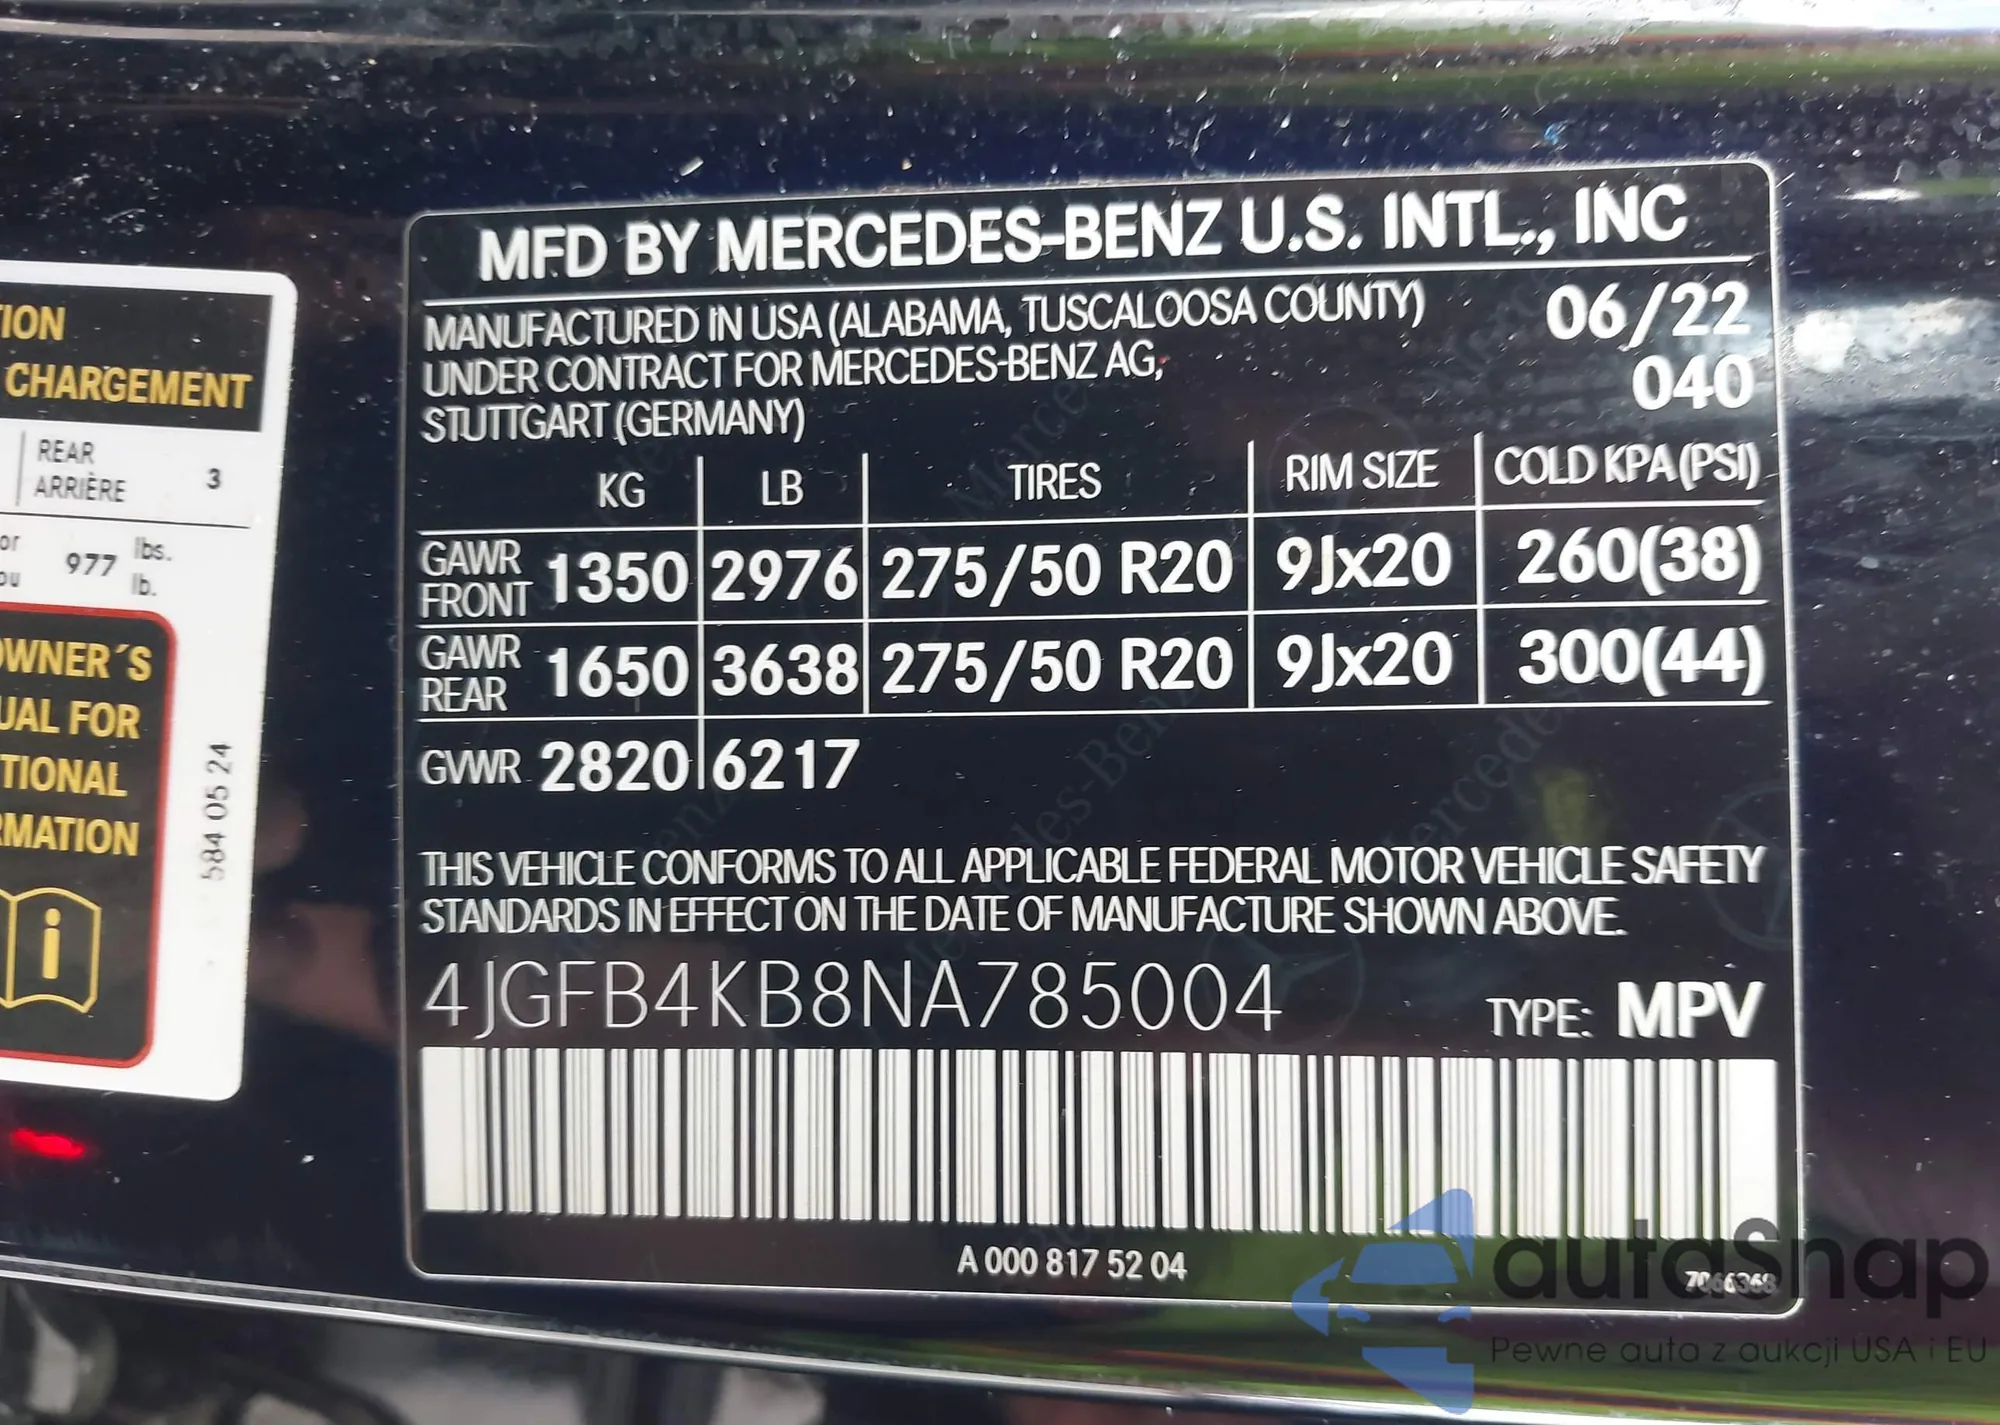 TION
CHARGEMENT
REAR
ARRIÈRE 3
or
ou 977 lbs.
lb.
OWNER´S
UAL FOR
TIONAL
RMATION
584 05 24
MFD BY MERCEDES-BENZ U.S. INTL., INC
MANUFACTURED IN USA (ALABAMA, TUSCALOOSA COUNTY) 06/22
UNDER CONTRACT FOR MERCEDES-BENZ AG, 040
STUTTGART (GERMANY)
KG LB TIRES RIM SIZE COLD KPA (PSI)
GAWR FRONT 1350 2976 275/50 R20 9Jx20 260(38)
GAWR REAR 1650 3638 275/50 R20 9Jx20 300(44)
GVWR 2820 6217
THIS VEHICLE CONFORMS TO ALL APPLICABLE FEDERAL MOTOR VEHICLE SAFETY
STANDARDS IN EFFECT ON THE DATE OF MANUFACTURE SHOWN ABOVE.
4JGFB4KB8NA785004 TYPE: MPV
A 000 817 52 04
autasnap
Pewne auta z aukcji USA i EU